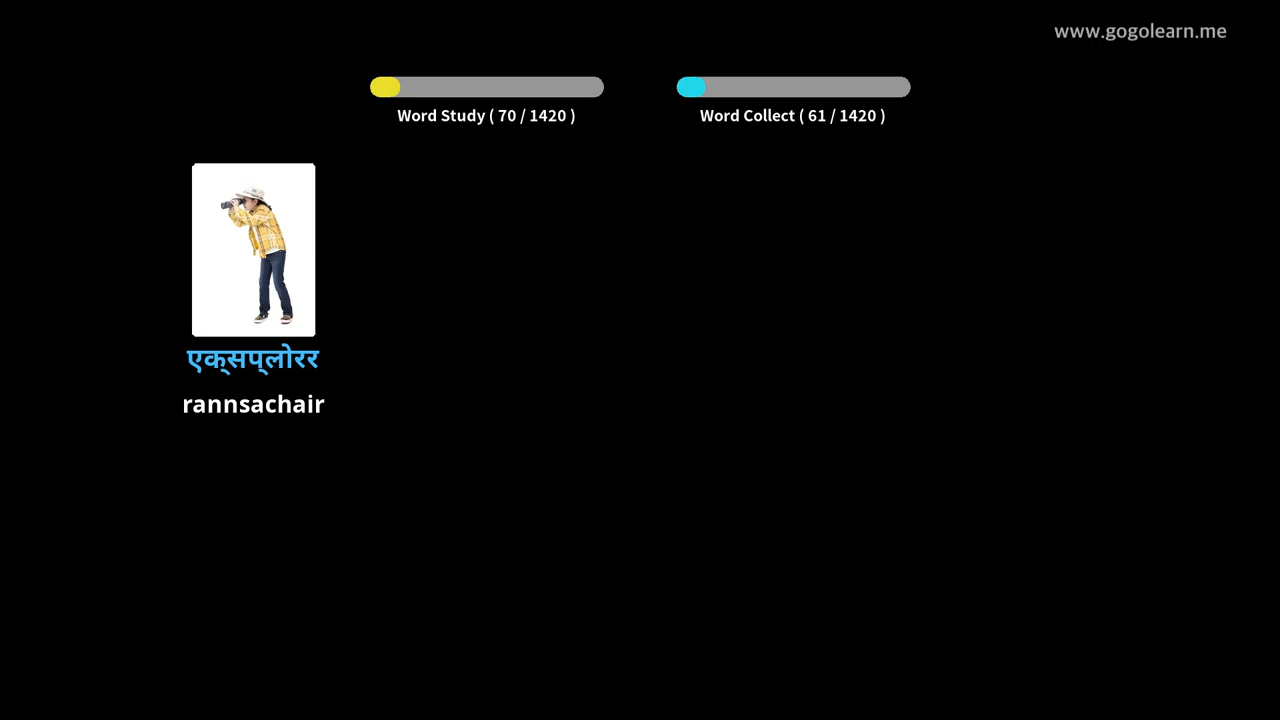 www.gogolearn.me
Word Study ( 70 / 1420 )
Word Collect ( 61 / 1420 )
एक्सप्लोरर
rannsachair